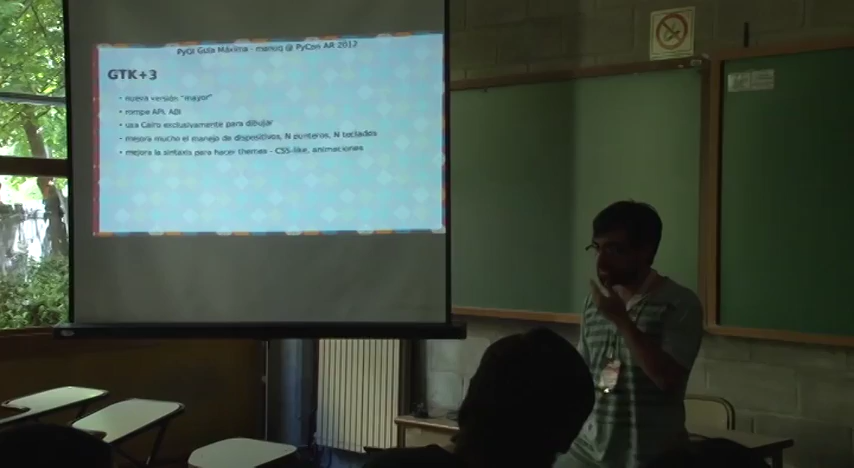 PyGI Guía Máxima - manuq @ PyCon AR 2012
GTK+3
• nueva versión "mayor"
• rompe API, ABI
• usa Cairo exclusivamente para dibujar
• mejora mucho el manejo de dispositivos, N punteros, N teclados
• mejora la sintaxis para hacer themes - CSS-like, animaciones